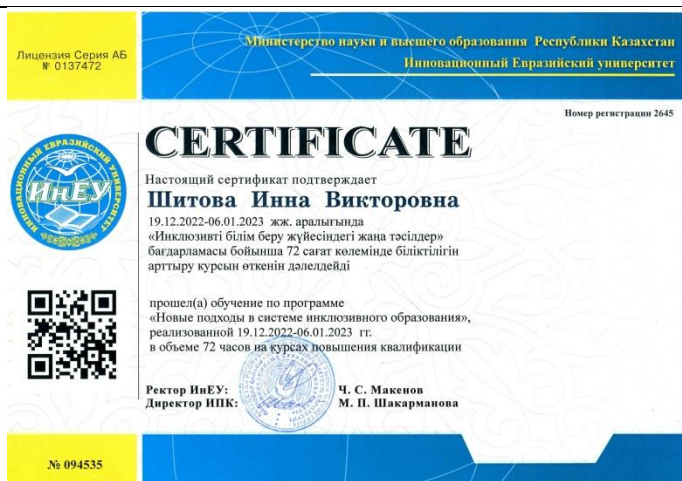 Лицензия Серия АБ
№ 0137472
Министерство науки и высшего образования Республики Казахстан
Инновационный Евразийский университет
Номер регистрации 2645
ИННОВАЦИОННЫЙ ЕВРАЗИЙСКИЙ УНИВЕРСИТЕТ
ИнЕУ
CERTIFICATE
Настоящий сертификат подтверждает
Шитова Инна Викторовна
19.12.2022-06.01.2023 жж. аралығында
«Инклюзивті білім беру жүйесіндегі жаңа тәсілдер»
бағдарламасы бойынша 72 сағат көлемінде біліктілігін
арттыру курсын өткенін дәлелдейді
прошел(а) обучение по программе
«Новые подходы в системе инклюзивного образования»,
реализованной 19.12.2022-06.01.2023 гг.
в объеме 72 часов на курсах повышения квалификации
Ректор ИнЕУ: Ч. С. Макенов
Директор ИПК: М. П. Шакарманова
№ 094535